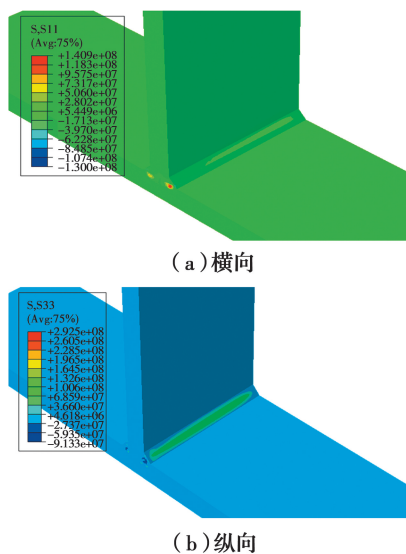 S,S11
(Avg:75%)
+1.409e+08
+1.183e+08
+9.575e+07
+7.317e+07
+5.060e+07
+2.802e+07
+5.449e+06
−1.713e+07
−3.970e+07
−6.228e+07
−8.485e+07
−1.074e+08
−1.300e+08
(a)横向
S,S33
(Avg:75%)
+2.925e+08
+2.605e+08
+2.285e+08
+1.965e+08
+1.645e+08
+1.326e+08
+1.006e+08
+6.859e+07
+3.660e+07
+4.618e+06
−2.737e+07
−5.935e+07
−9.133e+07
(b)纵向